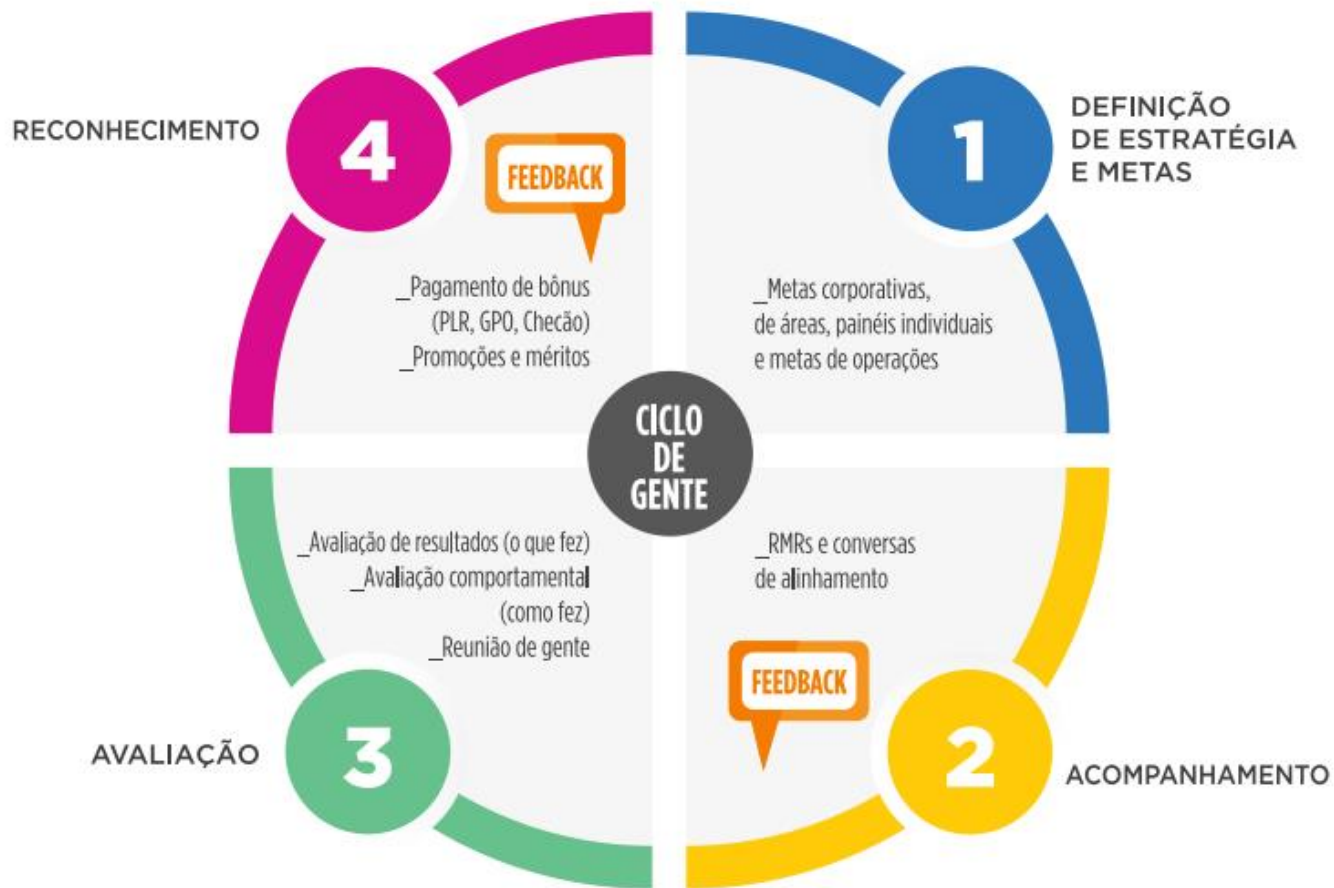 RECONHECIMENTO
4
FEEDBACK
_Pagamento de bônus
(PLR, GPO, Checão)
_Promoções e méritos
1
DEFINIÇÃO
DE ESTRATÉGIA
E METAS
_Metas corporativas,
de áreas, painéis individuais
e metas de operações
CICLO
DE
GENTE
_Avaliação de resultados (o que fez)
_Avaliação comportamental
(como fez)
_Reunião de gente
3
AVALIAÇÃO
_RMRs e conversas
de alinhamento
FEEDBACK
2
ACOMPANHAMENTO